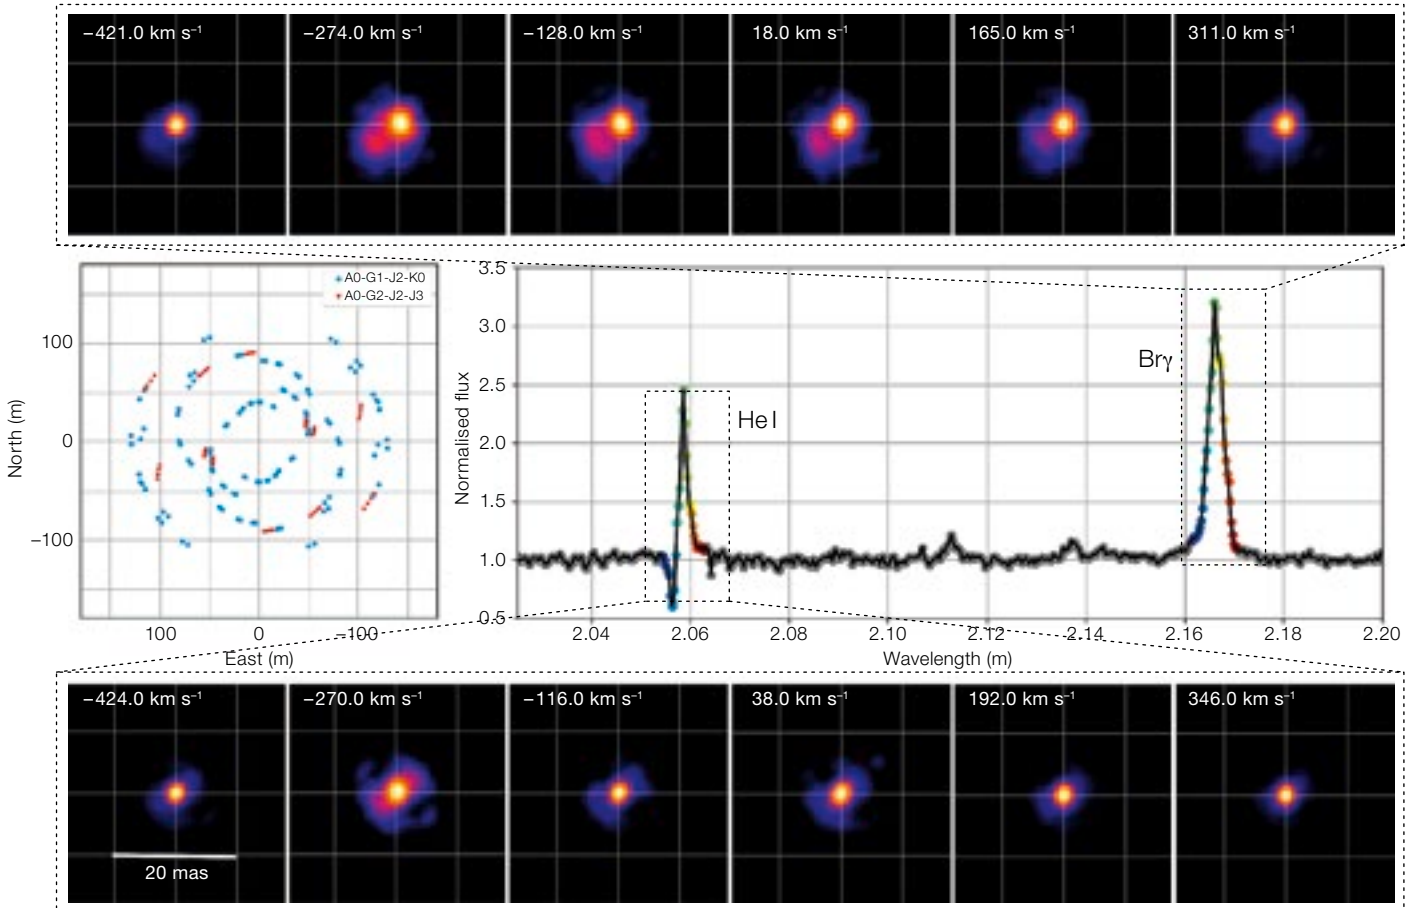 −421.0 km s⁻¹
−274.0 km s⁻¹
−128.0 km s⁻¹
18.0 km s⁻¹
165.0 km s⁻¹
311.0 km s⁻¹
A0-G1-J2-K0
A0-G2-J2-J3
100
0
−100
North (m)
100
0
−100
East (m)
3.5
3.0
2.5
2.0
1.5
1.0
0.5
Normalised flux
He I
Brγ
2.04
2.06
2.08
2.10
2.12
2.14
2.16
2.18
2.20
Wavelength (m)
−424.0 km s⁻¹
−270.0 km s⁻¹
−116.0 km s⁻¹
38.0 km s⁻¹
192.0 km s⁻¹
346.0 km s⁻¹
20 mas